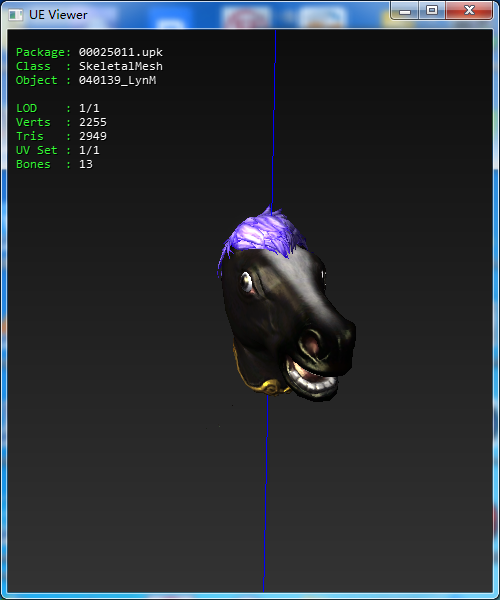 UE Viewer
Package: 00025011.upk
Class : SkeletalMesh
Object : 040139_LynM
LOD : 1/1
Verts : 2255
Tris : 2949
UV Set : 1/1
Bones : 13